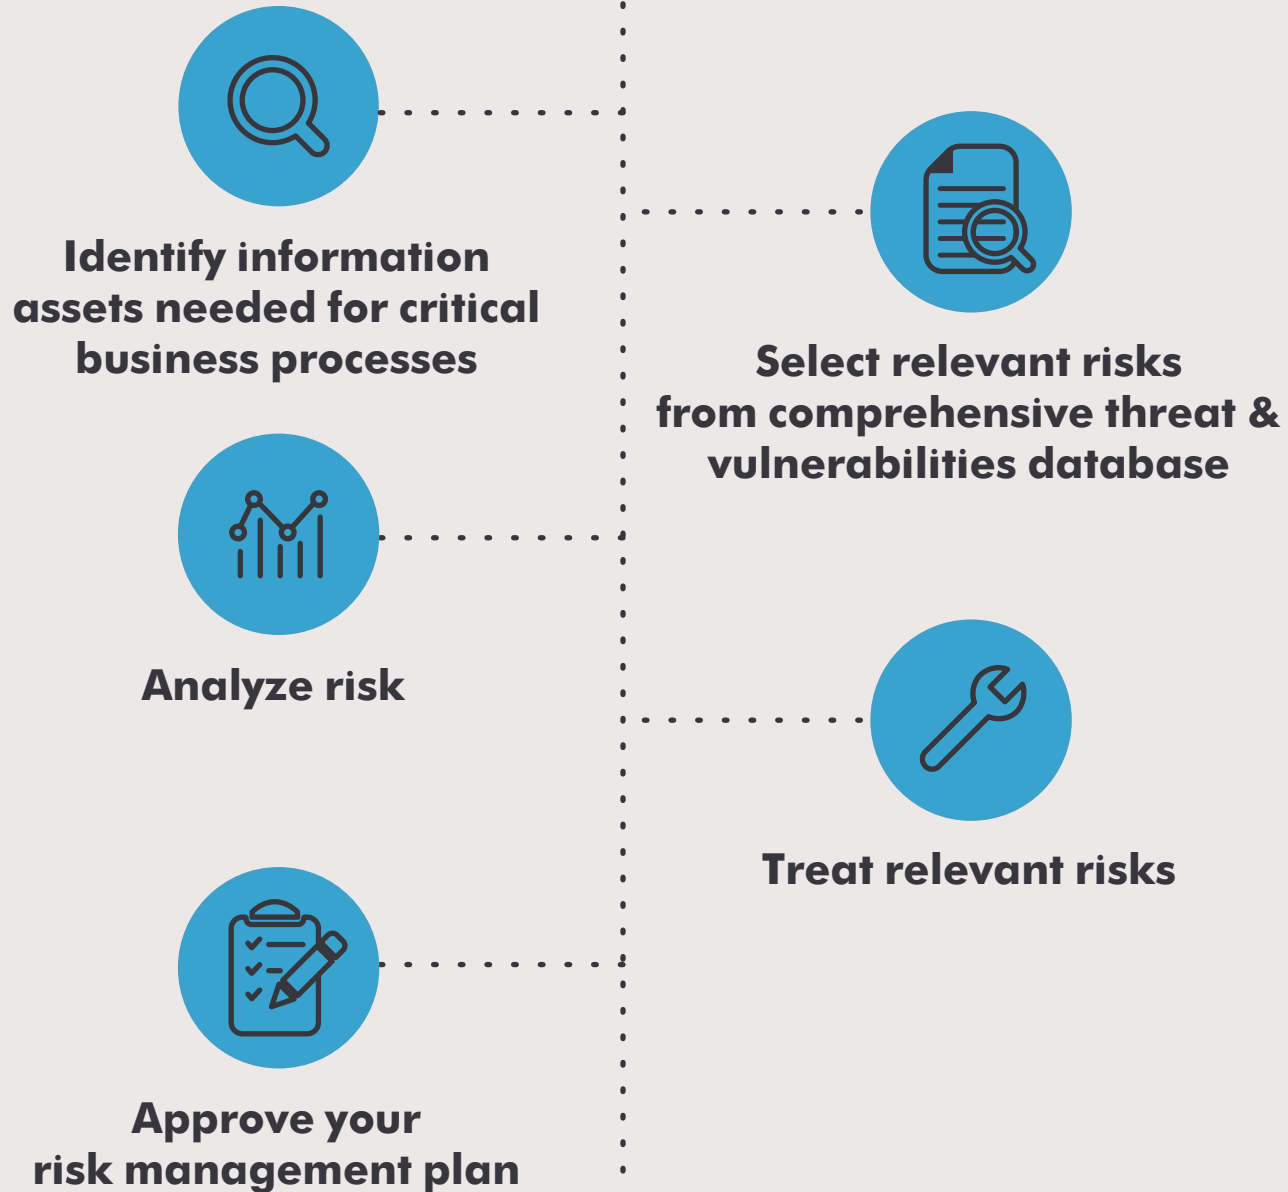 Identify information
assets needed for critical
business processes
Select relevant risks
from comprehensive threat &
vulnerabilities database
Analyze risk
Treat relevant risks
Approve your
risk management plan